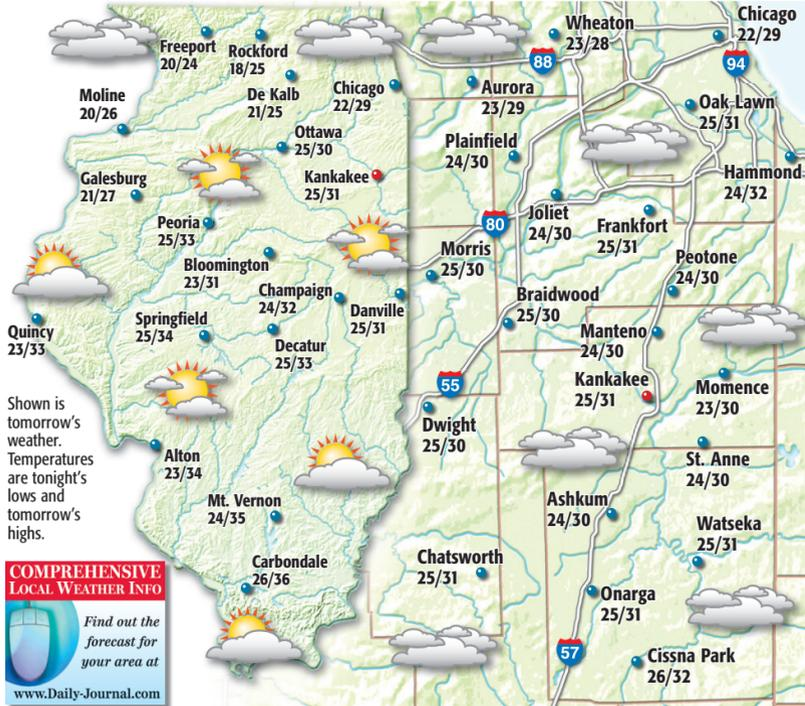 Freeport
20/24
Rockford
18/25
De Kalb
21/25
Chicago
22/29
Moline
20/26
Ottawa
25/30
Kankakee
25/31
Galesburg
21/27
Peoria
25/33
Bloomington
23/31
Champaign
24/32
Danville
25/31
Quincy
23/33
Springfield
25/34
Decatur
25/33
Alton
23/34
Mt. Vernon
24/35
Carbondale
26/36
Shown is
tomorrow's
weather.
Temperatures
are tonight's
lows and
tomorrow's
highs.
COMPREHENSIVE
LOCAL WEATHER INFO
Find out the
forecast for
your area at
www.Daily-Journal.com
Wheaton
23/28
Chicago
22/29
88
94
Aurora
23/29
Oak Lawn
25/31
Plainfield
24/30
Hammond
24/32
Joliet
24/30
80
Frankfort
25/31
Morris
25/30
Peotone
24/30
Braidwood
25/30
Manteno
24/30
Kankakee
25/31
Momence
23/30
55
Dwight
25/30
St. Anne
24/30
Ashkum
24/30
Watseka
25/31
Chatsworth
25/31
Onarga
25/31
57
Cissna Park
26/32